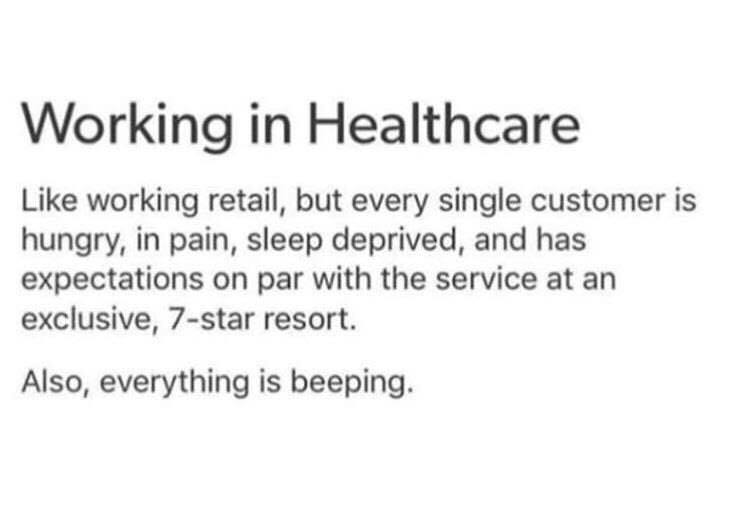 Working in Healthcare
Like working retail, but every single customer is
hungry, in pain, sleep deprived, and has
expectations on par with the service at an
exclusive, 7-star resort.
Also, everything is beeping.